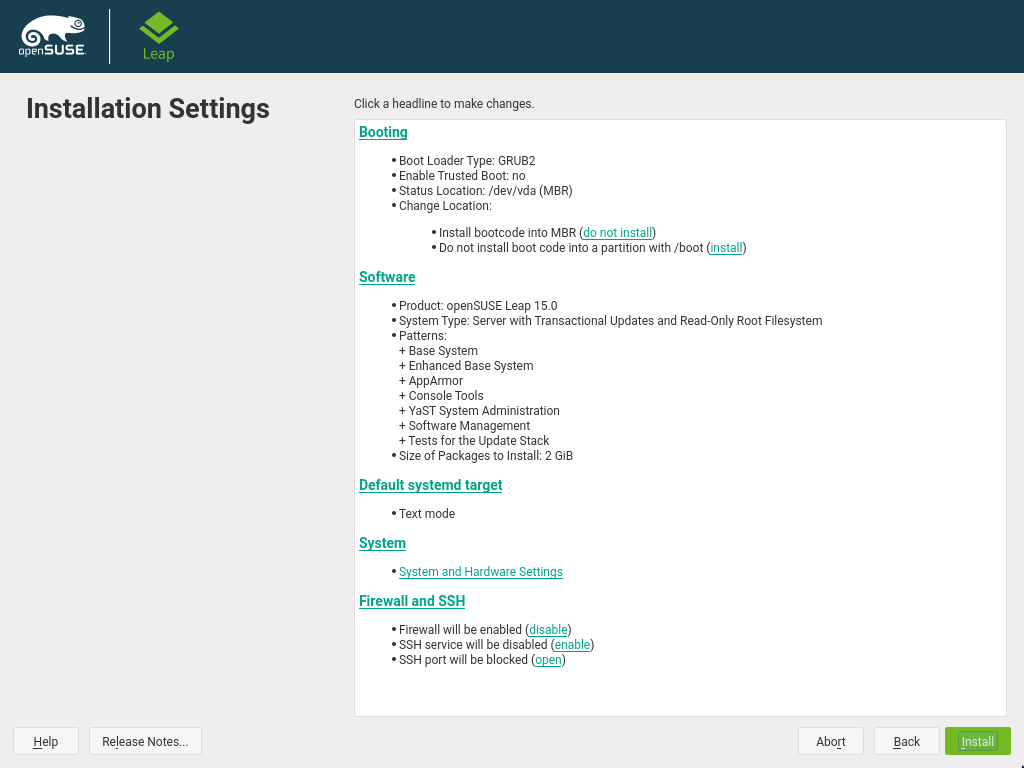 openSUSE
Leap
Installation Settings
Click a headline to make changes.
Booting
• Boot Loader Type: GRUB2
• Enable Trusted Boot: no
• Status Location: /dev/vda (MBR)
• Change Location:
• Install bootcode into MBR (do not install)
• Do not install boot code into a partition with /boot (install)
Software
• Product: openSUSE Leap 15.0
• System Type: Server with Transactional Updates and Read-Only Root Filesystem
• Patterns:
+ Base System
+ Enhanced Base System
+ AppArmor
+ Console Tools
+ YaST System Administration
+ Software Management
+ Tests for the Update Stack
• Size of Packages to Install: 2 GiB
Default systemd target
• Text mode
System
• System and Hardware Settings
Firewall and SSH
• Firewall will be enabled (disable)
• SSH service will be disabled (enable)
• SSH port will be blocked (open)
Help Release Notes... Abort Back Install